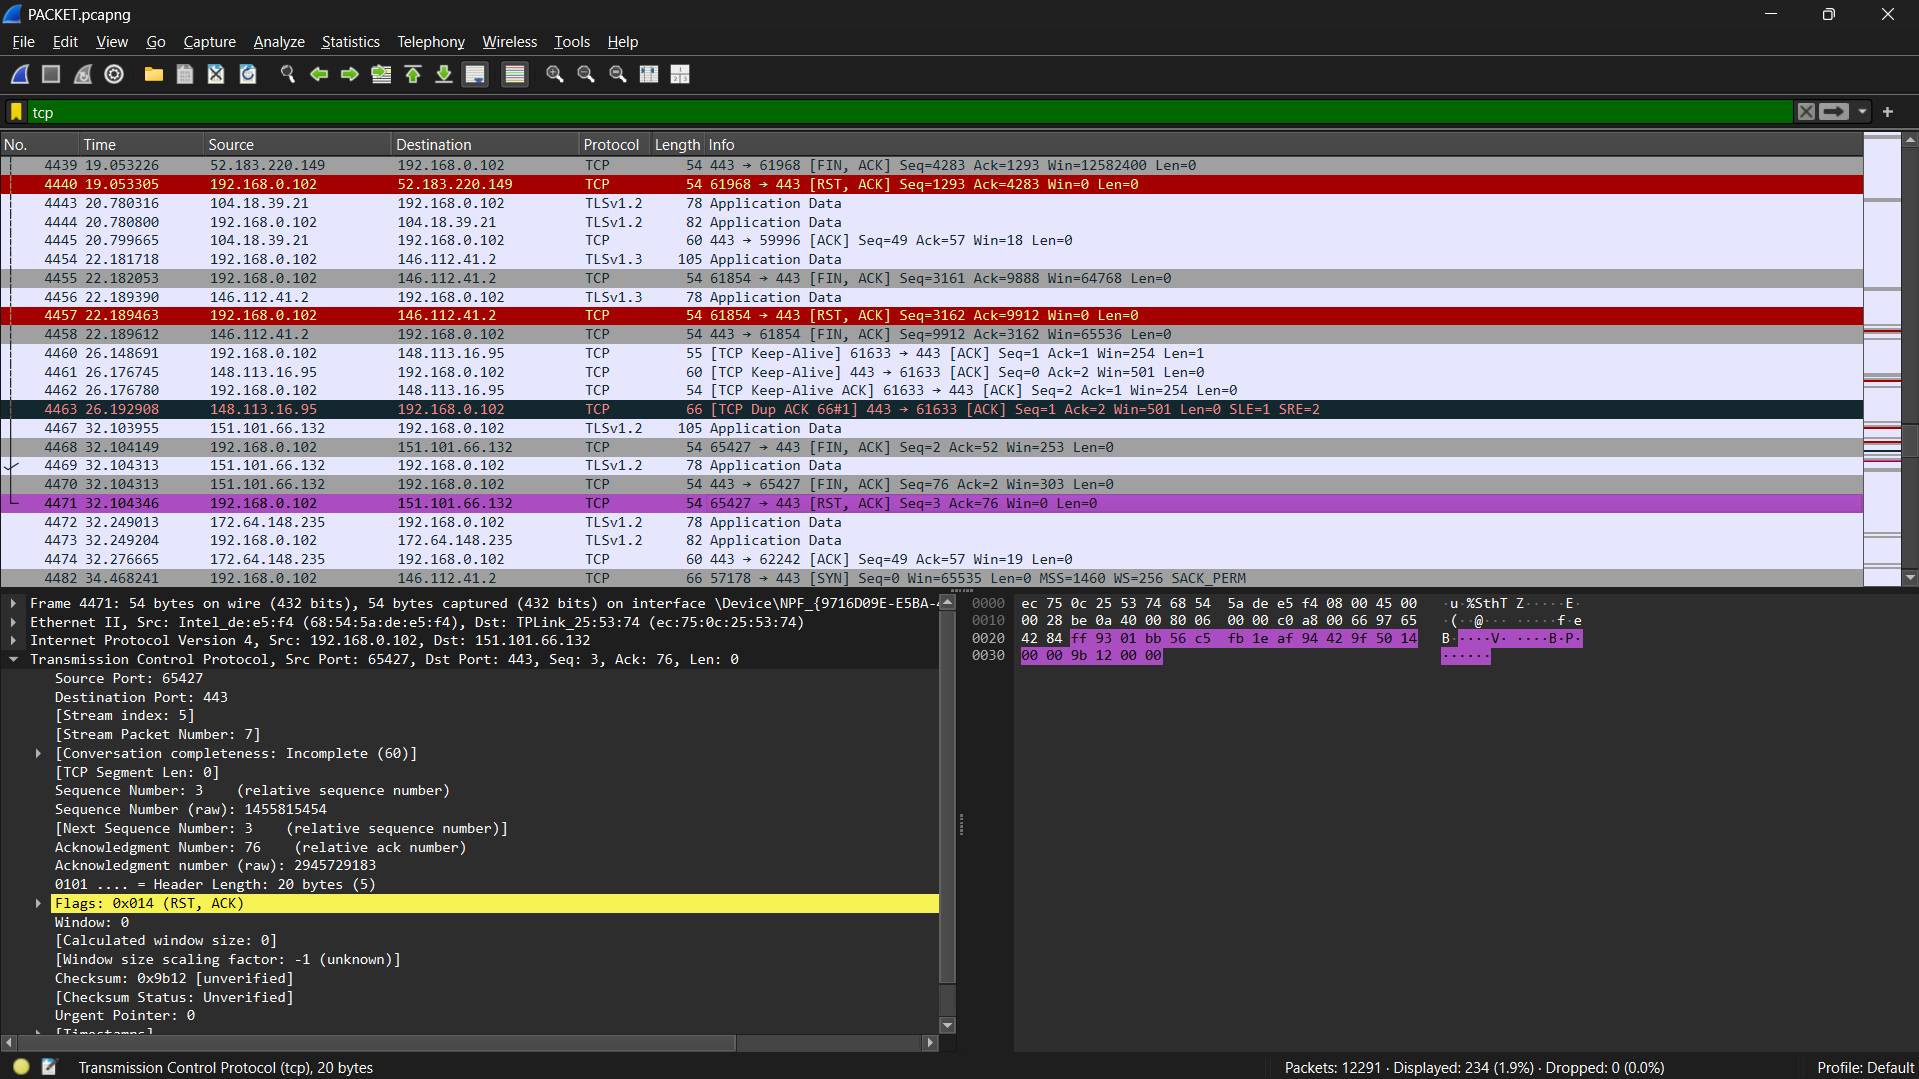 PACKET.pcapng
File Edit View Go Capture Analyze Statistics Telephony Wireless Tools Help
tcp
No. Time Source Destination Protocol Length Info
4439 19.053226 52.183.220.149 192.168.0.102 TCP 54 443 → 61968 [FIN, ACK] Seq=4283 Ack=1293 Win=12582400 Len=0
4440 19.053305 192.168.0.102 52.183.220.149 TCP 54 61968 → 443 [RST, ACK] Seq=1293 Ack=4283 Win=0 Len=0
4443 20.780316 104.18.39.21 192.168.0.102 TLSv1.2 78 Application Data
4444 20.780800 192.168.0.102 104.18.39.21 TLSv1.2 82 Application Data
4445 20.799665 104.18.39.21 192.168.0.102 TCP 60 443 → 59996 [ACK] Seq=49 Ack=57 Win=18 Len=0
4454 22.181718 192.168.0.102 146.112.41.2 TLSv1.3 105 Application Data
4455 22.182053 192.168.0.102 146.112.41.2 TCP 54 61854 → 443 [FIN, ACK] Seq=3161 Ack=9888 Win=64768 Len=0
4456 22.189390 146.112.41.2 192.168.0.102 TLSv1.3 78 Application Data
4457 22.189463 192.168.0.102 146.112.41.2 TCP 54 61854 → 443 [RST, ACK] Seq=3162 Ack=9912 Win=0 Len=0
4458 22.189612 146.112.41.2 192.168.0.102 TCP 54 443 → 61854 [FIN, ACK] Seq=9912 Ack=3162 Win=65536 Len=0
4460 26.148691 192.168.0.102 148.113.16.95 TCP 55 [TCP Keep-Alive] 61633 → 443 [ACK] Seq=1 Ack=1 Win=254 Len=1
4461 26.176745 148.113.16.95 192.168.0.102 TCP 60 [TCP Keep-Alive] 443 → 61633 [ACK] Seq=0 Ack=2 Win=501 Len=0
4462 26.176780 192.168.0.102 148.113.16.95 TCP 54 [TCP Keep-Alive ACK] 61633 → 443 [ACK] Seq=2 Ack=1 Win=254 Len=0
4463 26.192908 148.113.16.95 192.168.0.102 TCP 66 [TCP Dup ACK 66#1] 443 → 61633 [ACK] Seq=1 Ack=2 Win=501 Len=0 SLE=1 SRE=2
4467 32.103955 151.101.66.132 192.168.0.102 TLSv1.2 105 Application Data
4468 32.104149 192.168.0.102 151.101.66.132 TCP 54 65427 → 443 [FIN, ACK] Seq=2 Ack=52 Win=253 Len=0
4469 32.104313 151.101.66.132 192.168.0.102 TLSv1.2 78 Application Data
4470 32.104313 151.101.66.132 192.168.0.102 TCP 54 443 → 65427 [FIN, ACK] Seq=76 Ack=2 Win=303 Len=0
4471 32.104346 192.168.0.102 151.101.66.132 TCP 54 65427 → 443 [RST, ACK] Seq=3 Ack=76 Win=0 Len=0
4472 32.249013 172.64.148.235 192.168.0.102 TLSv1.2 78 Application Data
4473 32.249204 192.168.0.102 172.64.148.235 TLSv1.2 82 Application Data
4474 32.276665 172.64.148.235 192.168.0.102 TCP 60 443 → 62242 [ACK] Seq=49 Ack=57 Win=19 Len=0
4482 34.468241 192.168.0.102 146.112.41.2 TCP 66 57178 → 443 [SYN] Seq=0 Win=65535 Len=0 MSS=1460 WS=256 SACK_PERM
Frame 4471: 54 bytes on wire (432 bits), 54 bytes captured (432 bits) on interface \Device\NPF_{9716D09E-E5BA-
Ethernet II, Src: Intel_de:e5:f4 (68:54:5a:de:e5:f4), Dst: TPLink_25:53:74 (ec:75:0c:25:53:74)
Internet Protocol Version 4, Src: 192.168.0.102, Dst: 151.101.66.132
Transmission Control Protocol, Src Port: 65427, Dst Port: 443, Seq: 3, Ack: 76, Len: 0
Source Port: 65427
Destination Port: 443
[Stream index: 5]
[Stream Packet Number: 7]
[Conversation completeness: Incomplete (60)]
[TCP Segment Len: 0]
Sequence Number: 3 (relative sequence number)
Sequence Number (raw): 1455815454
[Next Sequence Number: 3 (relative sequence number)]
Acknowledgment Number: 76 (relative ack number)
Acknowledgment number (raw): 2945729183
0101 .... = Header Length: 20 bytes (5)
Flags: 0x014 (RST, ACK)
Window: 0
[Calculated window size: 0]
[Window size scaling factor: -1 (unknown)]
Checksum: 0x9b12 [unverified]
[Checksum Status: Unverified]
Urgent Pointer: 0
[Timestamps]
0000 ec 75 0c 25 53 74 68 54 5a de e5 f4 08 00 45 00 ·u·%SthT Z·····E·
0010 00 28 be 0a 40 00 80 06 00 00 c0 a8 00 66 97 65 ·(··@··· ·····f·e
0020 42 84 ff 93 01 bb 56 c5 fb 1e af 94 42 9f 50 14 B·····V· ····B·P·
0030 00 00 9b 12 00 00 ······
Transmission Control Protocol (tcp), 20 bytes
Packets: 12291 · Displayed: 234 (1.9%) · Dropped: 0 (0.0%)
Profile: Default